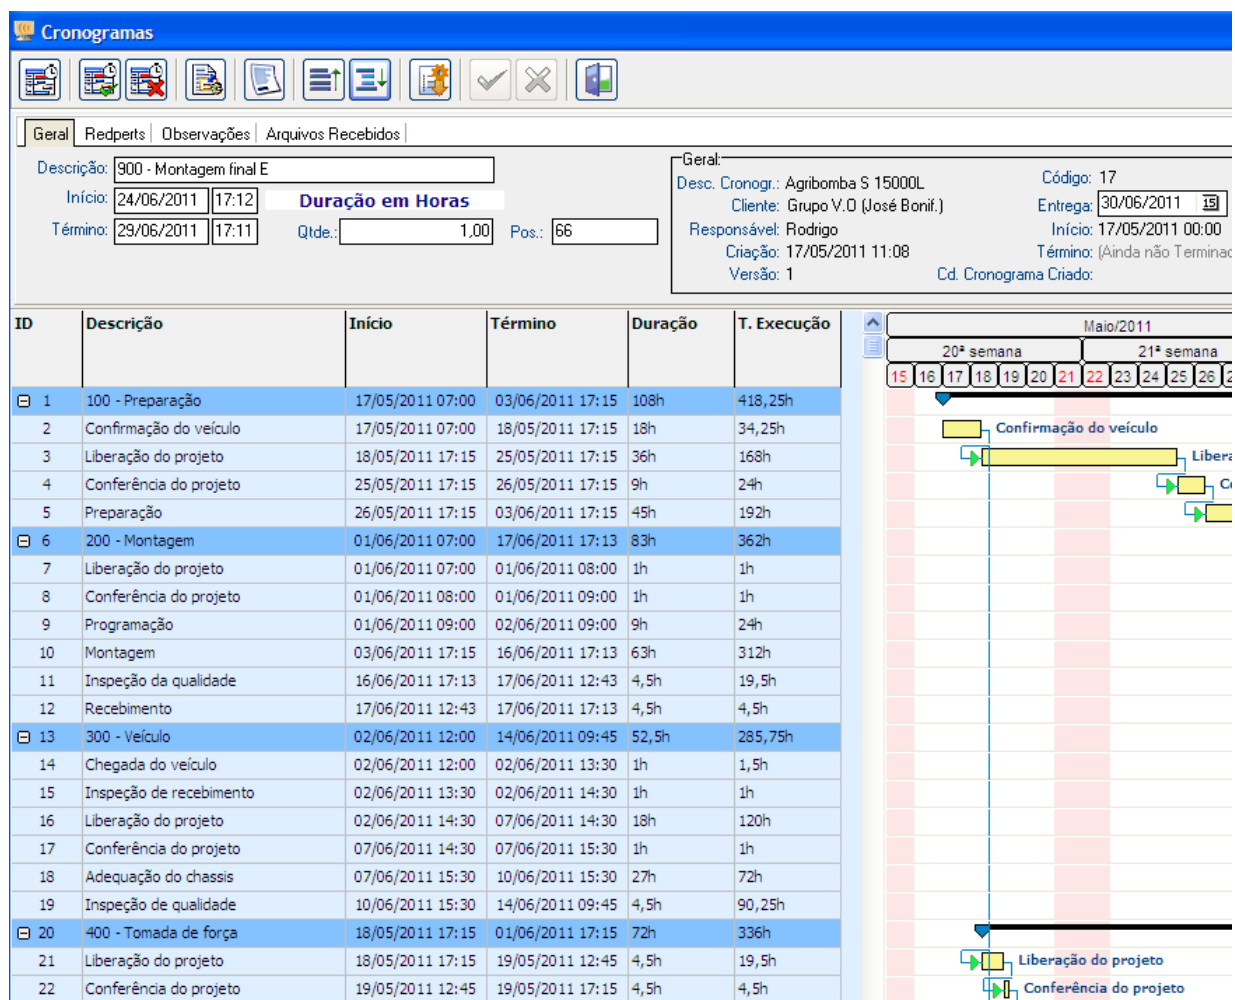 Cronogramas
Geral Redperts Observações Arquivos Recebidos
Descrição: 900 - Montagem final E
Início: 24/06/2011 17:12 Duração em Horas
Término: 29/06/2011 17:11 Qtde.: 1,00 Pos.: 66
Geral:
Desc. Cronogr.: Agribomba S 15000L Código: 17
Cliente: Grupo V.O (José Bonif.) Entrega: 30/06/2011 15
Responsável: Rodrigo Início: 17/05/2011 00:00
Criação: 17/05/2011 11:08 Término: (Ainda não Terminac
Versão: 1 Cd. Cronograma Criado:
ID Descrição Início Término Duração T. Execução
Maio/2011
20ª semana 21ª semana
15 16 17 18 19 20 21 22 23 24 25 26 2
1 100 - Preparação 17/05/2011 07:00 03/06/2011 17:15 108h 418,25h
2 Confirmação do veículo 17/05/2011 07:00 18/05/2011 17:15 18h 34,25h Confirmação do veículo
3 Liberação do projeto 18/05/2011 17:15 25/05/2011 17:15 36h 168h Libera
4 Conferência do projeto 25/05/2011 17:15 26/05/2011 17:15 9h 24h C
5 Preparação 26/05/2011 17:15 03/06/2011 17:15 45h 192h
6 200 - Montagem 01/06/2011 07:00 17/06/2011 17:13 83h 362h
7 Liberação do projeto 01/06/2011 07:00 01/06/2011 08:00 1h 1h
8 Conferência do projeto 01/06/2011 08:00 01/06/2011 09:00 1h 1h
9 Programação 01/06/2011 09:00 02/06/2011 09:00 9h 24h
10 Montagem 03/06/2011 17:15 16/06/2011 17:13 63h 312h
11 Inspeção da qualidade 16/06/2011 17:13 17/06/2011 12:43 4,5h 19,5h
12 Recebimento 17/06/2011 12:43 17/06/2011 17:13 4,5h 4,5h
13 300 - Veículo 02/06/2011 12:00 14/06/2011 09:45 52,5h 285,75h
14 Chegada do veículo 02/06/2011 12:00 02/06/2011 13:30 1h 1,5h
15 Inspeção de recebimento 02/06/2011 13:30 02/06/2011 14:30 1h 1h
16 Liberação do projeto 02/06/2011 14:30 07/06/2011 14:30 18h 120h
17 Conferência do projeto 07/06/2011 14:30 07/06/2011 15:30 1h 1h
18 Adequação do chassis 07/06/2011 15:30 10/06/2011 15:30 27h 72h
19 Inspeção de qualidade 10/06/2011 15:30 14/06/2011 09:45 4,5h 90,25h
20 400 - Tomada de força 18/05/2011 17:15 01/06/2011 17:15 72h 336h
21 Liberação do projeto 18/05/2011 17:15 19/05/2011 12:45 4,5h 19,5h Liberação do projeto
22 Conferência do projeto 19/05/2011 12:45 19/05/2011 17:15 4,5h 4,5h Conferência do projeto